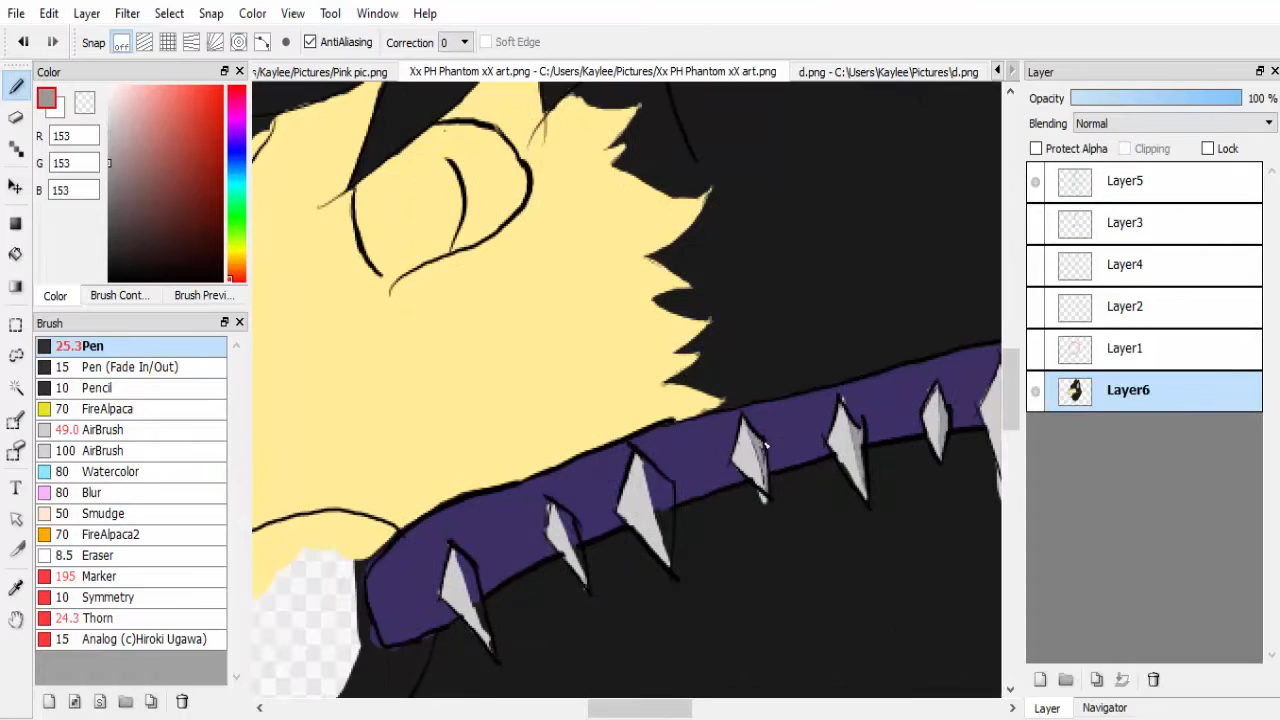 File Edit Layer Filter Select Snap Color View Tool Window Help
Snap off AntiAliasing Correction 0 Soft Edge
Color
s/Kaylee/Pictures/Pink pic.png
Xx PH Phantom xX art.png - C:/Users/Kaylee/Pictures/Xx PH Phantom xX art.png
d.png - C:\Users\Kaylee\Pictures\d.png
Layer
Opacity 100 %
Blending Normal
Protect Alpha Clipping Lock
R 153
G 153
B 153
Color Brush Cont... Brush Previ...
Brush
25.3 Pen
15 Pen (Fade In/Out)
10 Pencil
70 FireAlpaca
49.0 AirBrush
100 AirBrush
80 Watercolor
80 Blur
50 Smudge
70 FireAlpaca2
8.5 Eraser
195 Marker
10 Symmetry
24.3 Thorn
15 Analog (c)Hiroki Ugawa)
Layer5
Layer3
Layer4
Layer2
Layer1
Layer6
Layer Navigator